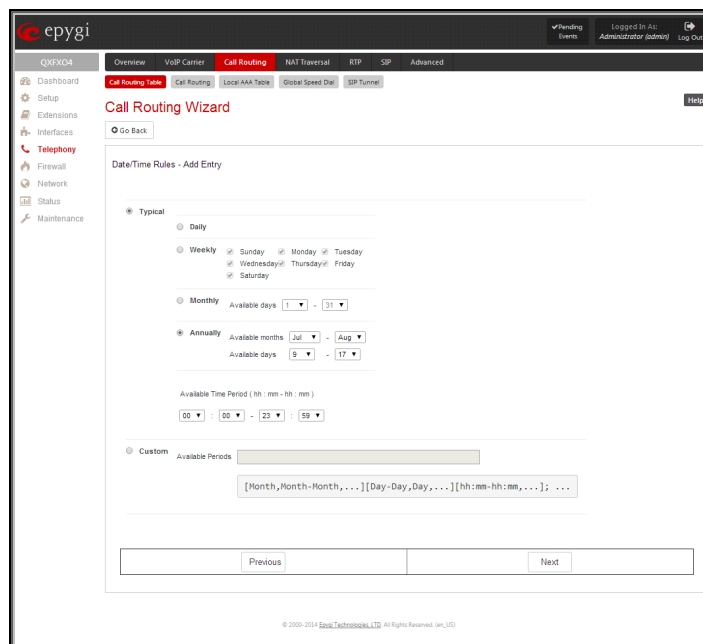 epygi
✔Pending Events
Logged In As:
Administrator (admin)
Log Out
QXFXO4
Overview VoIP Carrier Call Routing NAT Traversal RTP SIP Advanced
Dashboard
Setup
Extensions
Interfaces
Telephony
Firewall
Network
Status
Maintenance
Call Routing Table Call Routing Local AAA Table Global Speed Dial SIP Tunnel
Call Routing Wizard
Help
Go Back
Date/Time Rules - Add Entry
Typical
Daily
Weekly Sunday Monday Tuesday
Wednesday Thursday Friday
Saturday
Monthly Available days 1 - 31
Annually Available months Jul - Aug
Available days 9 - 17
Available Time Period ( hh : mm - hh : mm )
00 : 00 - 23 : 59
Custom Available Periods
[Month,Month-Month,...][Day-Day,Day,...][hh:mm-hh:mm,...]; ...
Previous Next
© 2000-2014 Epygi Technologies, LTD. All Rights Reserved. (en_US)